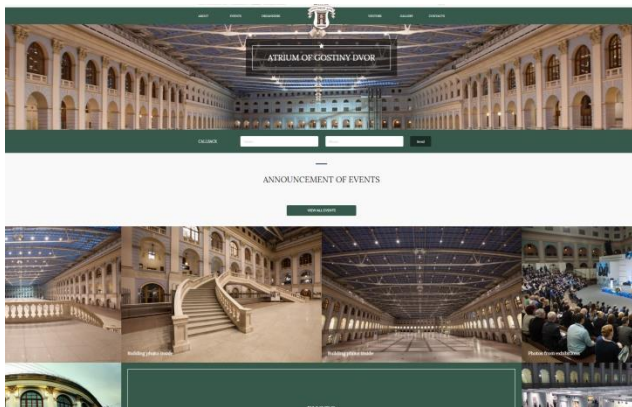 ABOUT EVENTS ORGANIZERS VISITORS GALLERY CONTACTS
ATRIUM OF GOSTINY DVOR
CALLBACK
SEND
ANNOUNCEMENT OF EVENTS
VIEW ALL EVENTS
Building photo inside
Building photo inside
Photos from exhibitions